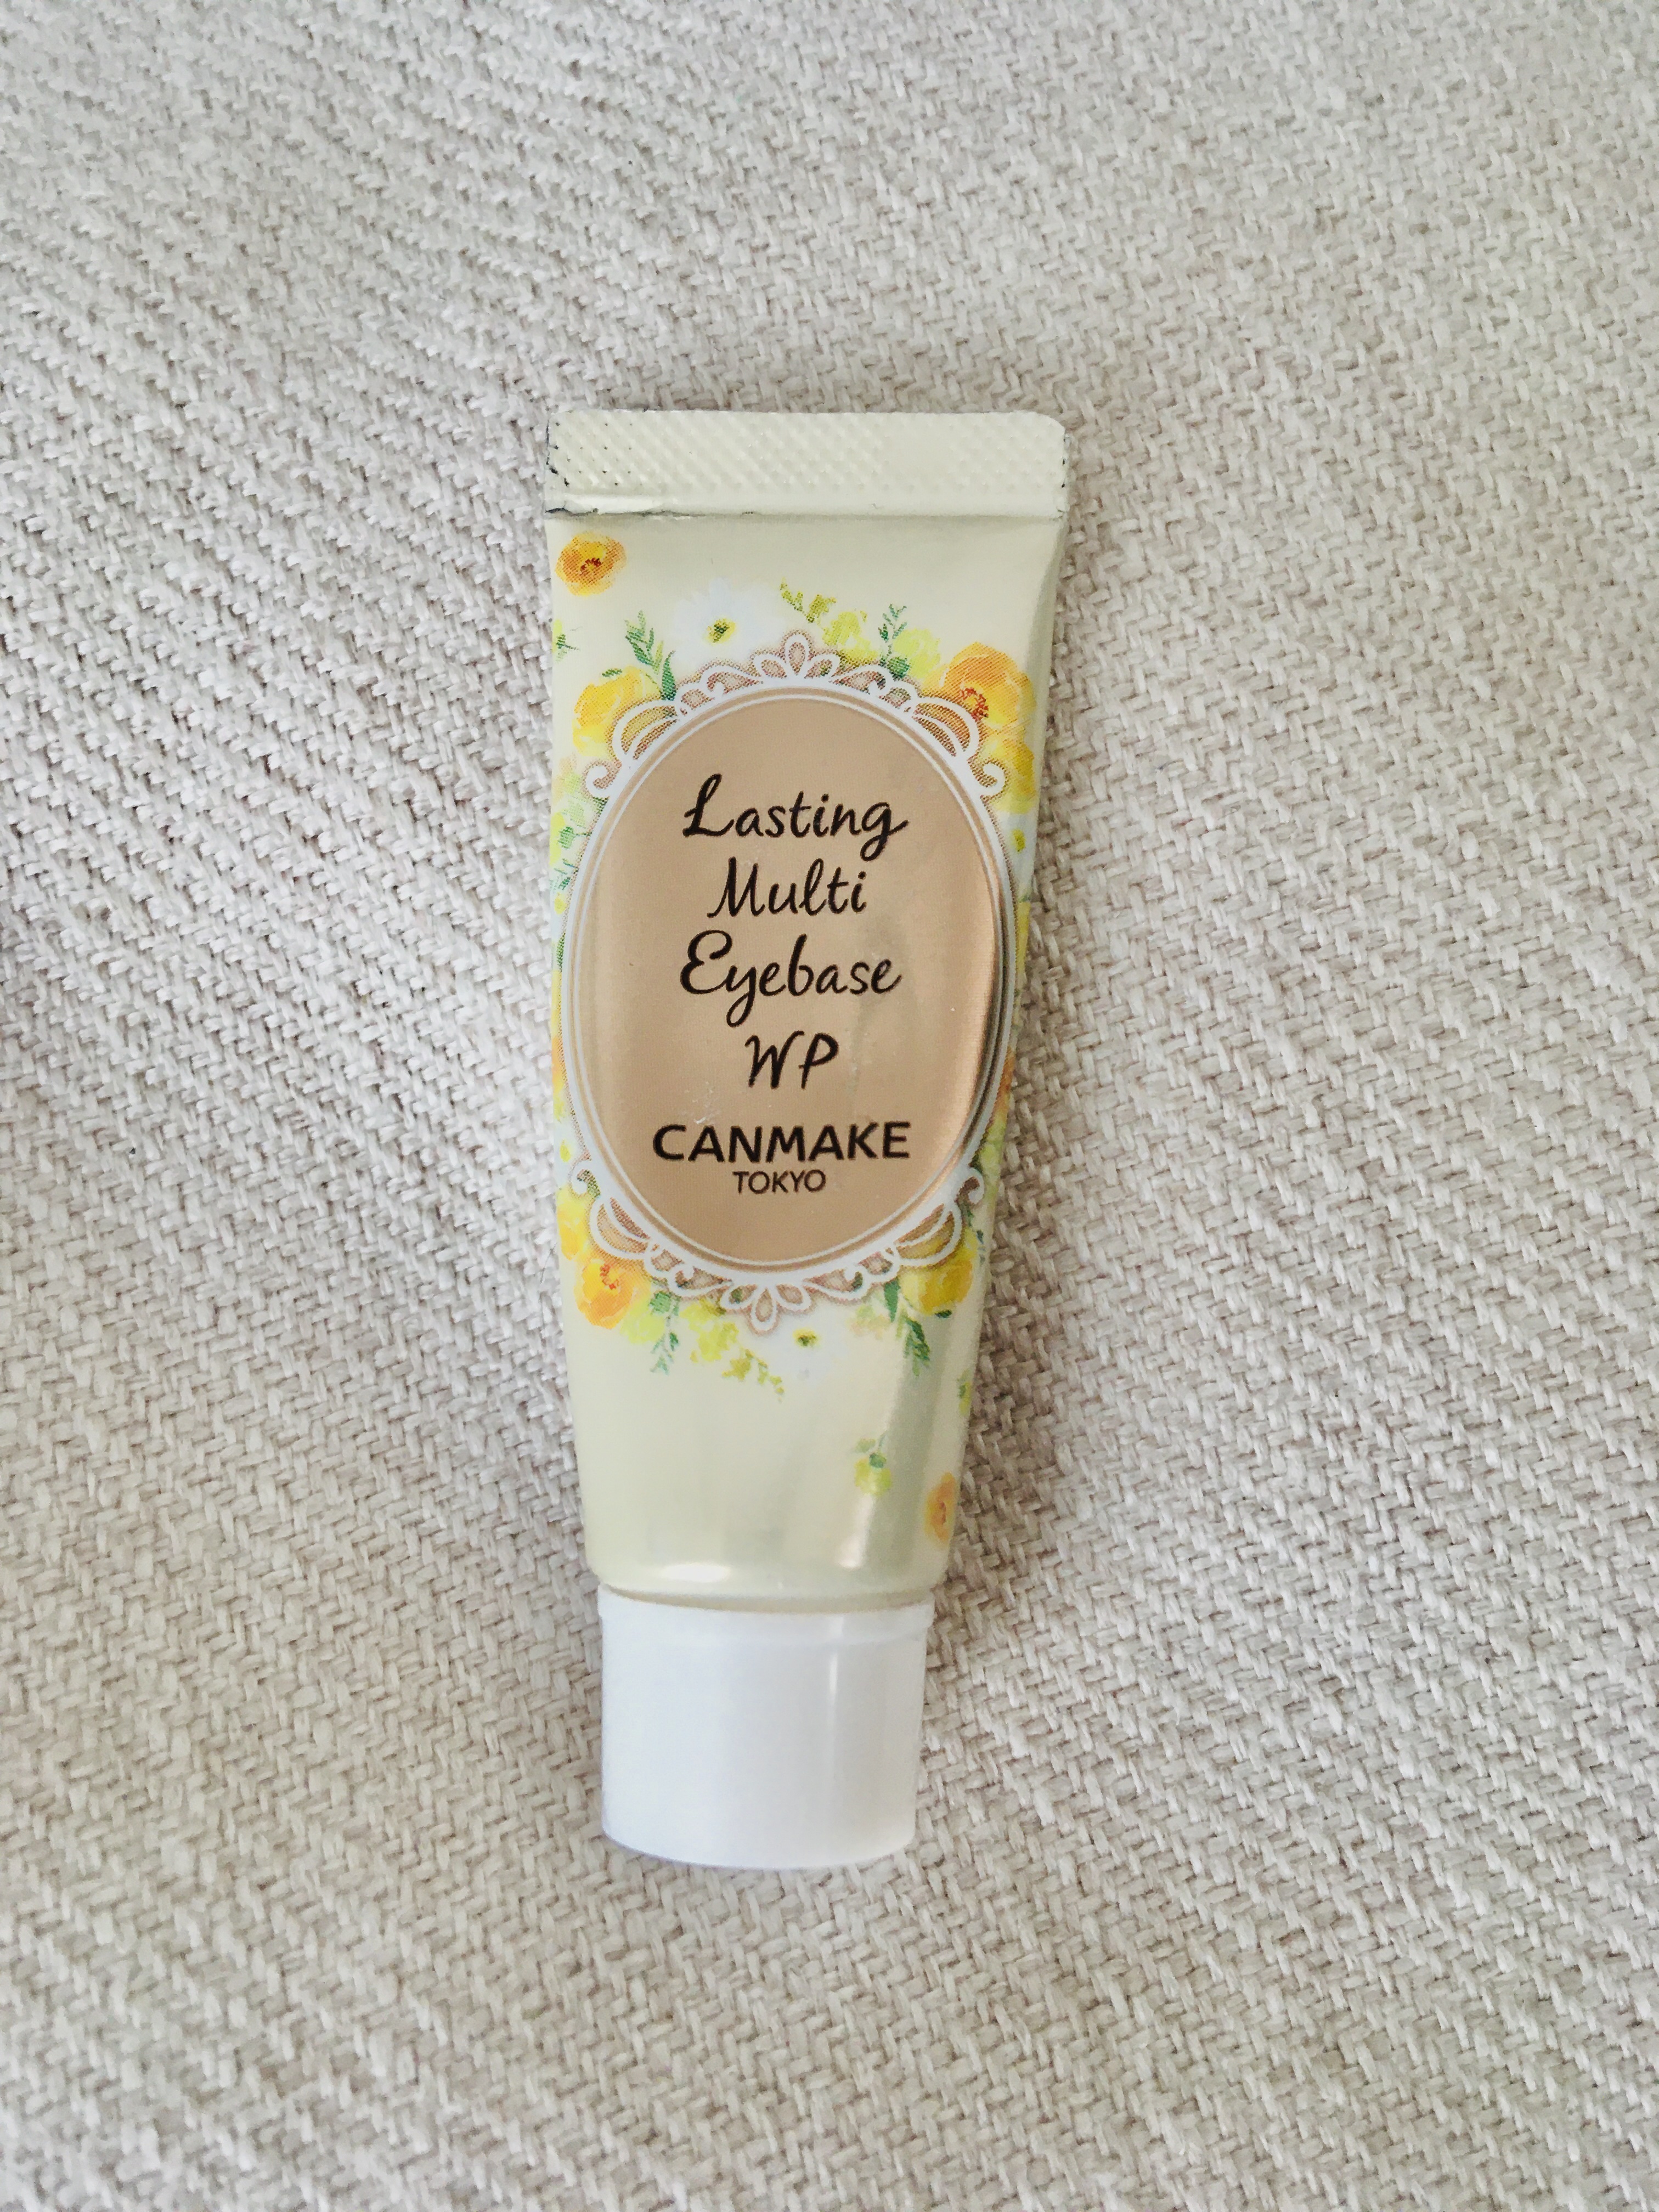 Lasting
Multi
Eyebase
WP
CANMAKE
TOKYO